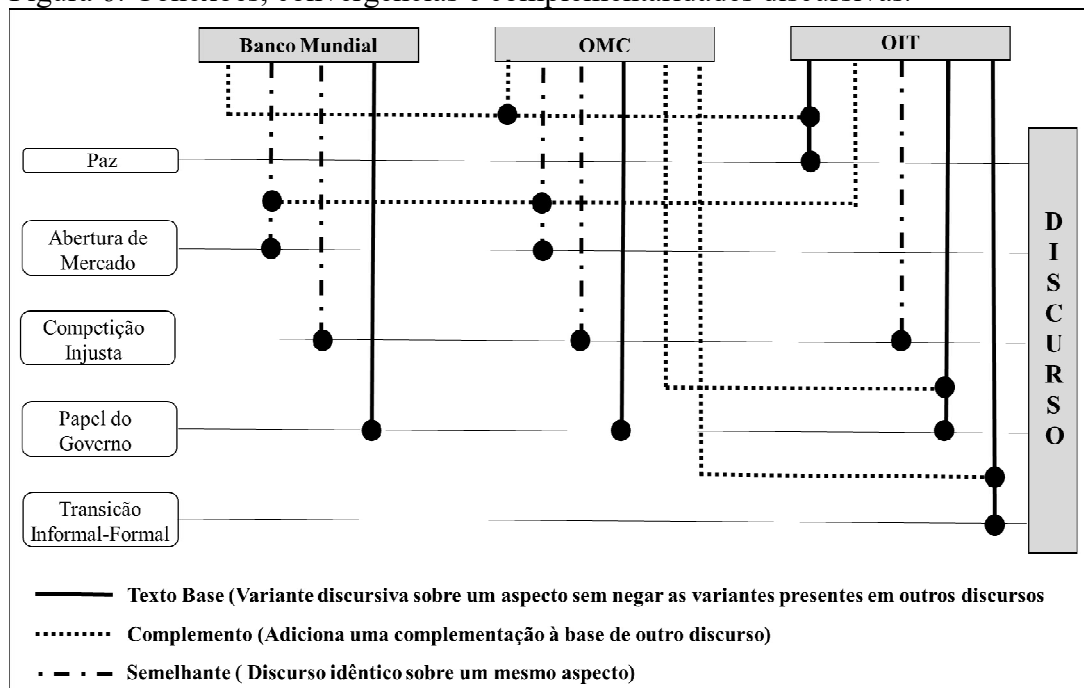 Banco Mundial
OMC
OIT
Paz
Abertura de
Mercado
Competição
Injusta
Papel do
Governo
Transição
Informal-Formal
DISCURSO
Texto Base (Variante discursiva sobre um aspecto sem negar as variantes presentes em outros discursos
Complemento (Adiciona uma complementação à base de outro discurso)
Semelhante ( Discurso idêntico sobre um mesmo aspecto)